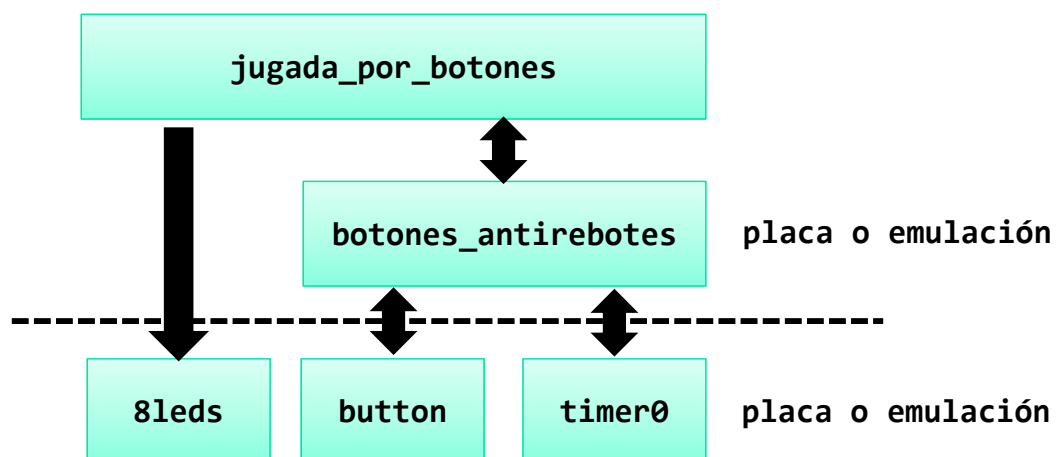 jugada_por_botones
botones_antirebotes
placa o emulación
8leds
button
timer0
placa o emulación